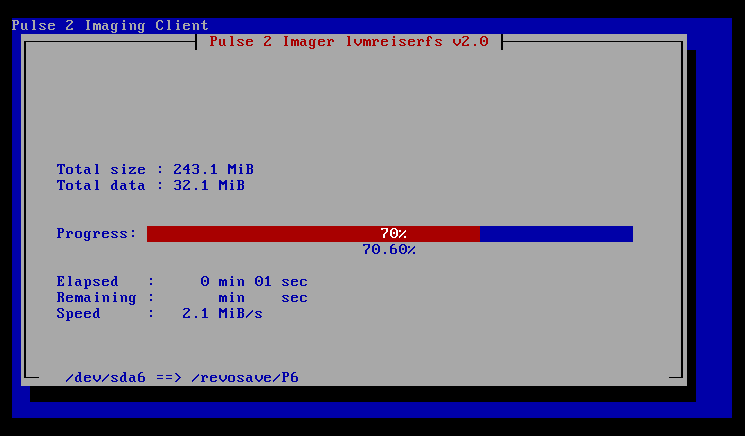 Pulse 2 Imaging Client
Pulse 2 Imager lvmreiserfs v2.0
Total size : 243.1 MiB
Total data : 32.1 MiB
Progress: 70%
70.60%
Elapsed : 0 min 01 sec
Remaining : min sec
Speed : 2.1 MiB/s
/dev/sda6 ==> /revosave/P6